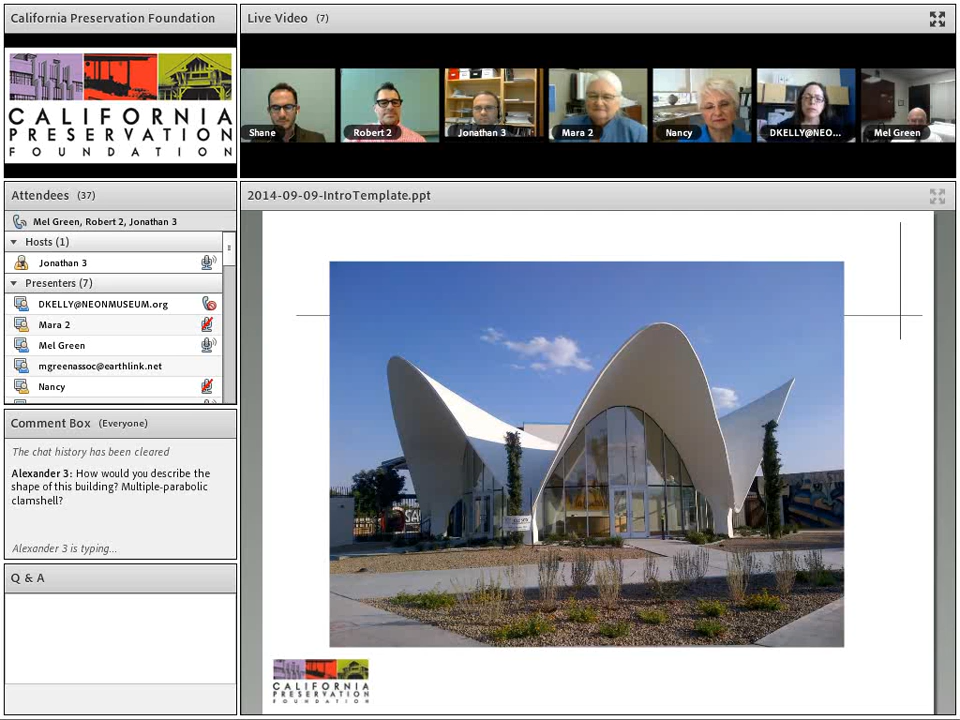 California Preservation Foundation
CALIFORNIA
PRESERVATION
FOUNDATION
Live Video (7)
Shane
Robert 2
Jonathan 3
Mara 2
Nancy
DKELLY@NEO...
Mel Green
Attendees (37)
Mel Green, Robert 2, Jonathan 3
Hosts (1)
Jonathan 3
Presenters (7)
DKELLY@NEONMUSEUM.org
Mara 2
Mel Green
mgreenassoc@earthlink.net
Nancy
Comment Box (Everyone)
The chat history has been cleared
Alexander 3: How would you describe the
shape of this building? Multiple-parabolic
clamshell?
Alexander 3 is typing...
Q & A
2014-09-09-IntroTemplate.ppt
CALIFORNIA
PRESERVATION
FOUNDATION